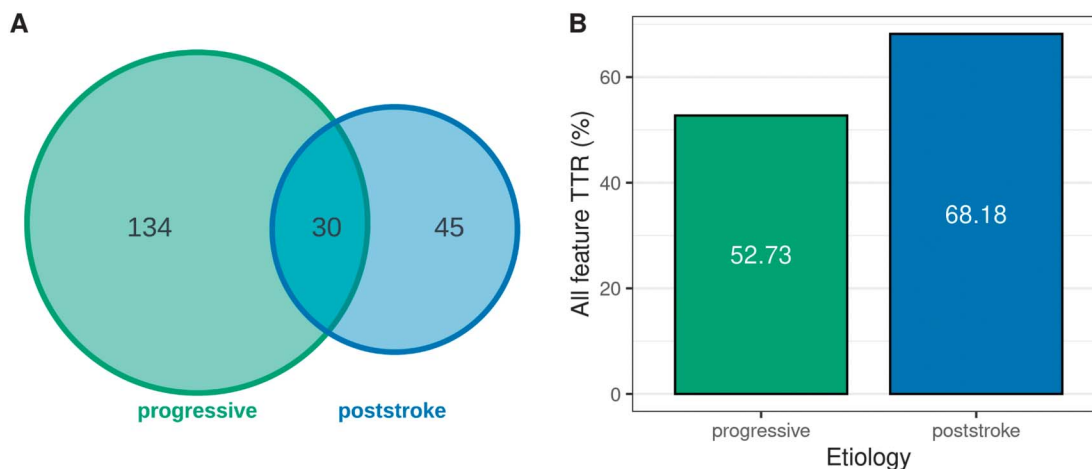 A
134
30
45
progressive
poststroke
B
All feature TTR (%)
60
40
20
0
52.73
68.18
progressive
poststroke
Etiology